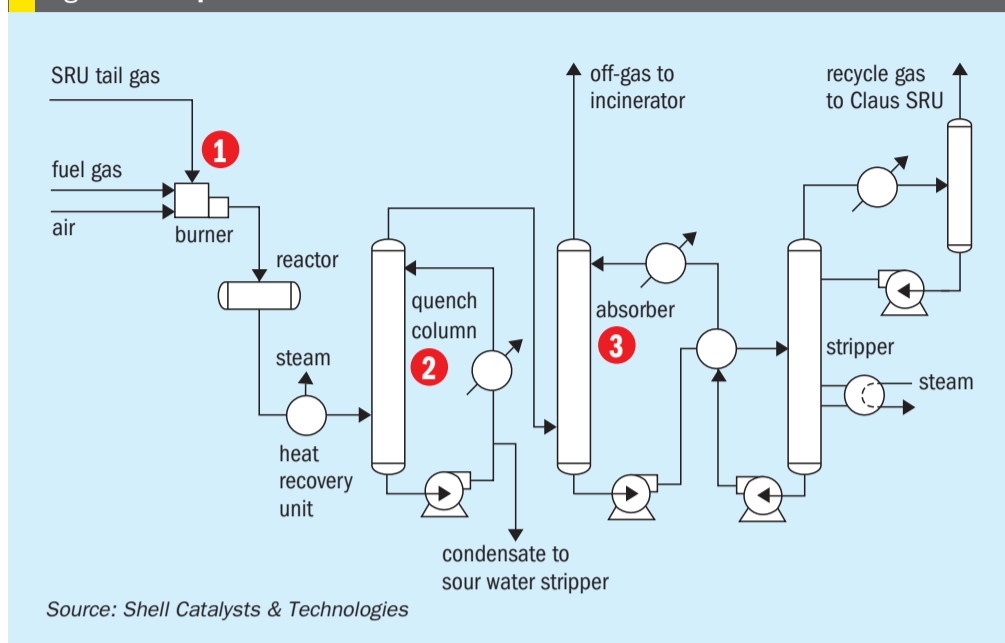 SRU tail gas
1
fuel gas
air
burner
reactor
steam
heat
recovery
unit
quench
column
2
condensate to
sour water stripper
off-gas to
incinerator
absorber
3
recycle gas
to Claus SRU
stripper
steam
Source: Shell Catalysts & Technologies